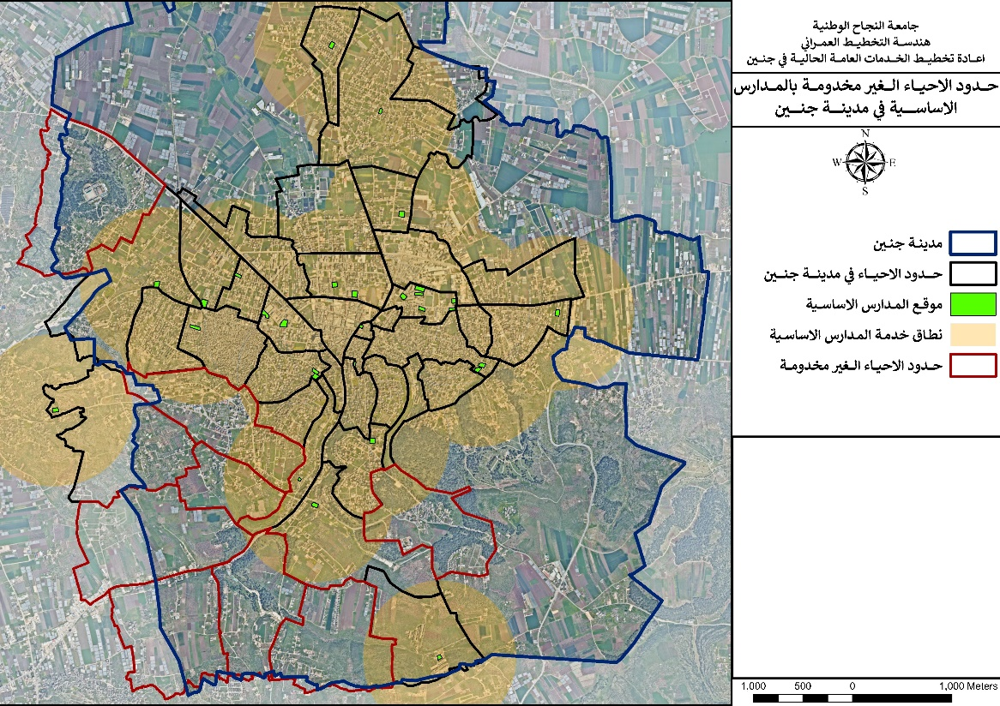 جامعة النجاح الوطنية
هندسة التخطيط العمراني
اعادة تخطيط الخدمات العامة الحالية في جنين
حدود الاحياء الغير مخدومة بالمدارس
الاساسية في مدينة جنين
N
W E
S
مدينة جنين
حدود الاحياء في مدينة جنين
موقع المدارس الاساسية
نطاق خدمة المدارس الاساسية
حدود الاحياء الغير مخدومة
1,000 500 0 1,000 Meters